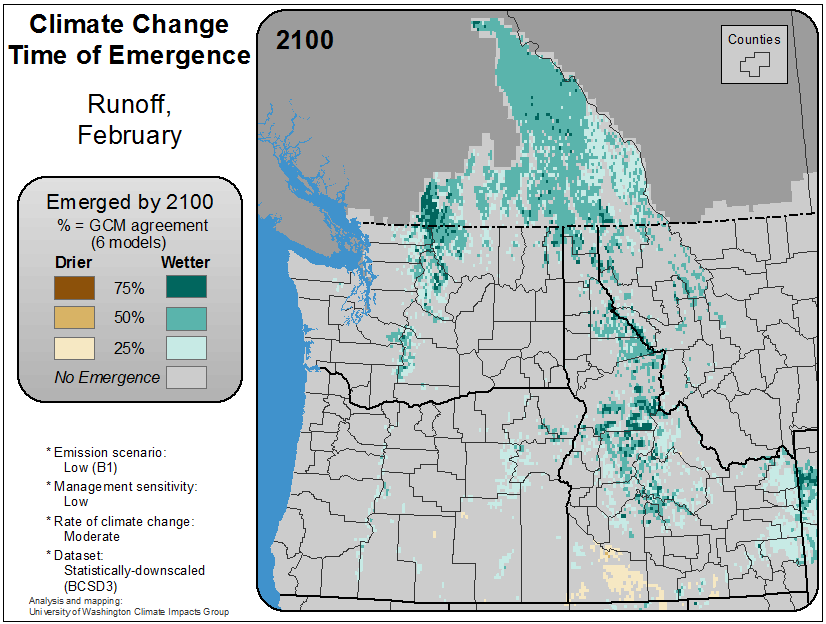 Climate Change
Time of Emergence
Runoff,
February
Emerged by 2100
% = GCM agreement
(6 models)
Drier Wetter
75%
50%
25%
No Emergence
* Emission scenario:
Low (B1)
* Management sensitivity:
Low
* Rate of climate change:
Moderate
* Dataset:
Statistically-downscaled
(BCSD3)
Analysis and mapping:
University of Washington Climate Impacts Group
2100
Counties